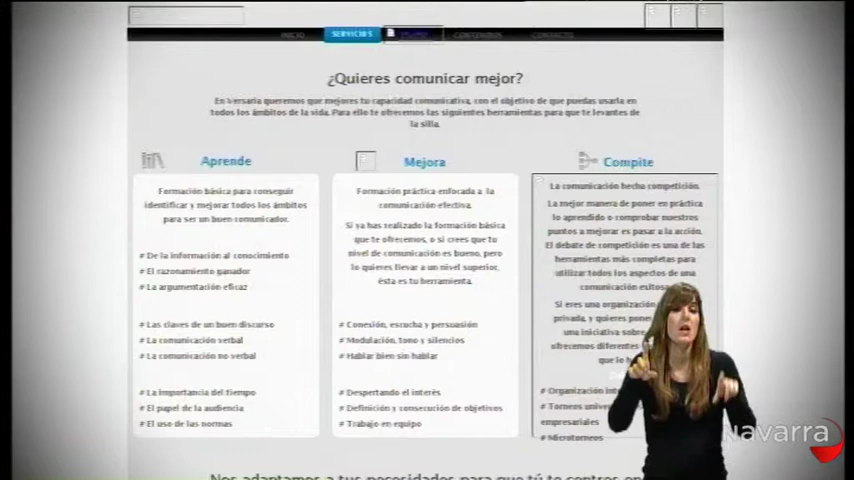 INICIO
SERVICIOS
CONTENIDOS
CONTACTO
¿Quieres comunicar mejor?
En Versaria queremos que mejores tu capacidad comunicativa, con el objetivo de que puedas usarla en
todos los ámbitos de la vida. Para ello te ofrecemos las siguientes herramientas para que te levantes de
la silla.
Aprende
Formación básica para conseguir
identificar y mejorar todos los ámbitos
para ser un buen comunicador.
# De la información al conocimiento
# El razonamiento ganador
# La argumentación eficaz
# Las claves de un buen discurso
# La comunicación verbal
# La comunicación no verbal
# La importancia del tiempo
# El papel de la audiencia
# El uso de las normas
Mejora
Formación práctica enfocada a la
comunicación efectiva.
Si ya has realizado la formación básica
que te ofrecemos, o si crees que tu
nivel de comunicación es bueno, pero
lo quieres llevar a un nivel superior,
ésta es tu herramienta.
# Conexión, escucha y persuasión
# Modulación, tono y silencios
# Hablar bien sin hablar
# Despertando el interés
# Definición y consecución de objetivos
# Trabajo en equipo
Compite
La comunicación hecha competición.
La mejor manera de poner en práctica
lo aprendido o comprobar nuestros
puntos a mejorar es pasar a la acción.
El debate de competición es una de las
herramientas más completas para
utilizar todos los aspectos de una
comunicación exitosa
Si eres una organización
privada, y quieres
una iniciativa sobre
ofrecemos diferentes
que lo
# Organización
# Torneos
empresariales
# Microtorneos
Nos adaptamos a tus necesidades para que tú te centres en
Navarra